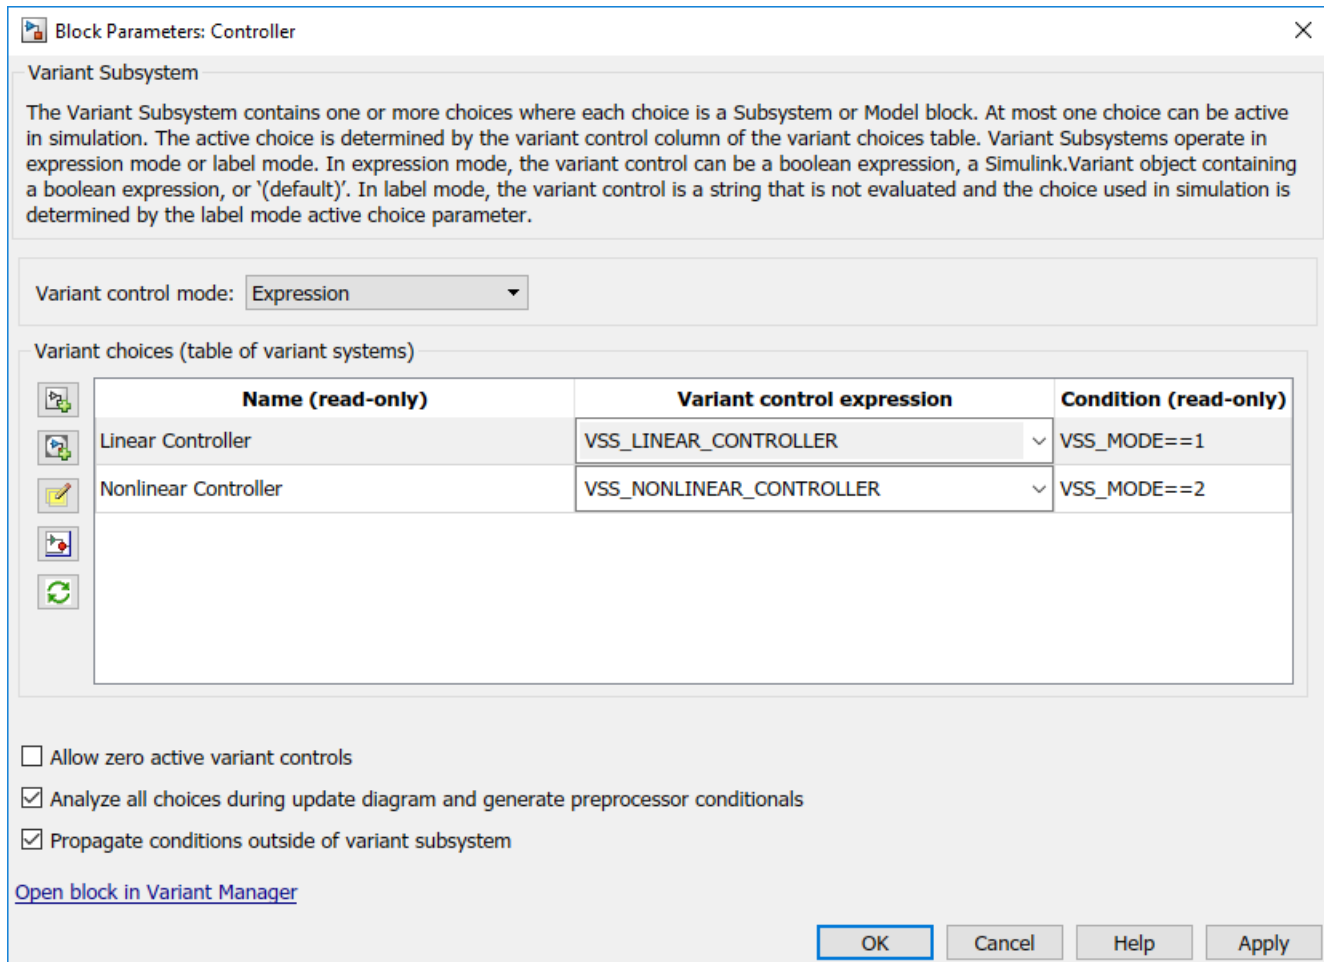 Block Parameters: Controller
Variant Subsystem
The Variant Subsystem contains one or more choices where each choice is a Subsystem or Model block. At most one choice can be active
in simulation. The active choice is determined by the variant control column of the variant choices table. Variant Subsystems operate in
expression mode or label mode. In expression mode, the variant control can be a boolean expression, a Simulink.Variant object containing
a boolean expression, or ‘(default)’. In label mode, the variant control is a string that is not evaluated and the choice used in simulation is
determined by the label mode active choice parameter.
Variant control mode: Expression
Variant choices (table of variant systems)
Name (read-only) Variant control expression Condition (read-only)
Linear Controller VSS_LINEAR_CONTROLLER VSS_MODE==1
Nonlinear Controller VSS_NONLINEAR_CONTROLLER VSS_MODE==2
Allow zero active variant controls
Analyze all choices during update diagram and generate preprocessor conditionals
Propagate conditions outside of variant subsystem
Open block in Variant Manager
OK Cancel Help Apply